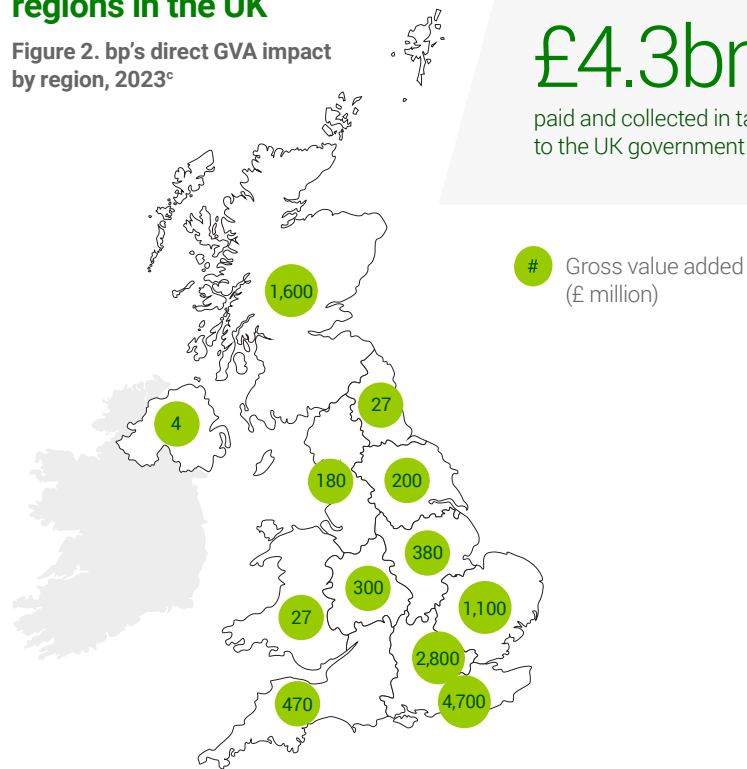 regions in the UK
Figure 2. bp's direct GVA impact
by region, 2023ᶜ
£4.3b
paid and collected in
to the UK government
# Gross value added
(£ million)
1,600
27
4
180
200
380
300
1,100
27
2,800
470
4,700